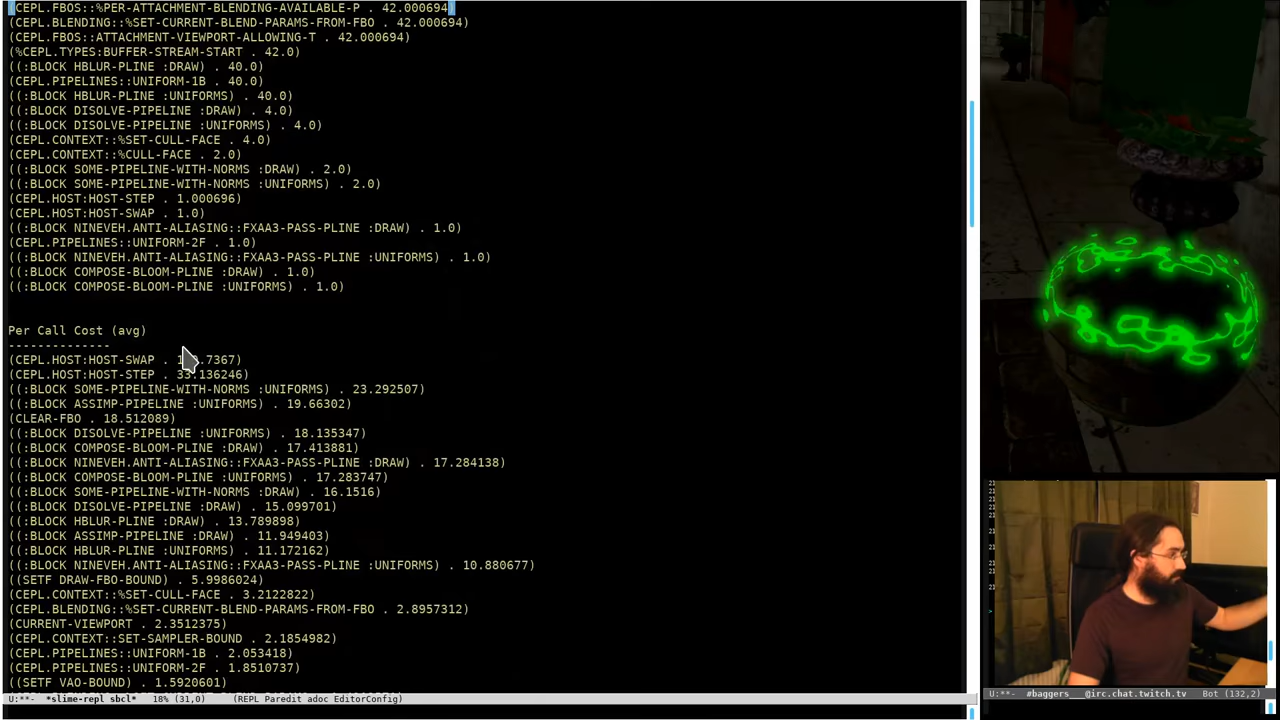 (CEPL.FBOS::%PER-ATTACHMENT-BLENDING-AVAILABLE-P . 42.000694)
(CEPL.BLENDING::%SET-CURRENT-BLEND-PARAMS-FROM-FBO . 42.000694)
(CEPL.FBOS::ATTACHMENT-VIEWPORT-ALLOWING-T . 42.000694)
(%CEPL.TYPES:BUFFER-STREAM-START . 42.0)
((:BLOCK HBLUR-PLINE :DRAW) . 40.0)
(CEPL.PIPELINES::UNIFORM-1B . 40.0)
((:BLOCK HBLUR-PLINE :UNIFORMS) . 40.0)
((:BLOCK DISOLVE-PIPELINE :DRAW) . 4.0)
((:BLOCK DISOLVE-PIPELINE :UNIFORMS) . 4.0)
(CEPL.CONTEXT::%SET-CULL-FACE . 4.0)
(CEPL.CONTEXT::%CULL-FACE . 2.0)
((:BLOCK SOME-PIPELINE-WITH-NORMS :DRAW) . 2.0)
((:BLOCK SOME-PIPELINE-WITH-NORMS :UNIFORMS) . 2.0)
(CEPL.HOST:HOST-STEP . 1.000696)
(CEPL.HOST:HOST-SWAP . 1.0)
((:BLOCK NINEVEH.ANTI-ALIASING::FXAA3-PASS-PLINE :DRAW) . 1.0)
(CEPL.PIPELINES::UNIFORM-2F . 1.0)
((:BLOCK NINEVEH.ANTI-ALIASING::FXAA3-PASS-PLINE :UNIFORMS) . 1.0)
((:BLOCK COMPOSE-BLOOM-PLINE :DRAW) . 1.0)
((:BLOCK COMPOSE-BLOOM-PLINE :UNIFORMS) . 1.0)
Per Call Cost (avg)
--------------
(CEPL.HOST:HOST-SWAP .
(CEPL.HOST:HOST-STEP . 33.136246)
((:BLOCK SOME-PIPELINE-WITH-NORMS :UNIFORMS) . 23.292507)
((:BLOCK ASSIMP-PIPELINE :UNIFORMS) . 19.66302)
(CLEAR-FBO . 18.512089)
((:BLOCK DISOLVE-PIPELINE :UNIFORMS) . 18.135347)
((:BLOCK COMPOSE-BLOOM-PLINE :DRAW) . 17.413881)
((:BLOCK NINEVEH.ANTI-ALIASING::FXAA3-PASS-PLINE :DRAW) . 17.284138)
((:BLOCK COMPOSE-BLOOM-PLINE :UNIFORMS) . 17.283747)
((:BLOCK SOME-PIPELINE-WITH-NORMS :DRAW) . 16.1516)
((:BLOCK DISOLVE-PIPELINE :DRAW) . 15.099701)
((:BLOCK HBLUR-PLINE :DRAW) . 13.789898)
((:BLOCK ASSIMP-PIPELINE :DRAW) . 11.949403)
((:BLOCK HBLUR-PLINE :UNIFORMS) . 11.172162)
((:BLOCK NINEVEH.ANTI-ALIASING::FXAA3-PASS-PLINE :UNIFORMS) . 10.880677)
((SETF DRAW-FBO-BOUND) . 5.9986024)
(CEPL.CONTEXT::%SET-CULL-FACE . 3.2122822)
(CEPL.BLENDING::%SET-CURRENT-BLEND-PARAMS-FROM-FBO . 2.8957312)
(CURRENT-VIEWPORT . 2.3512375)
(CEPL.CONTEXT::SET-SAMPLER-BOUND . 2.1854982)
(CEPL.PIPELINES::UNIFORM-1B . 2.053418)
(CEPL.PIPELINES::UNIFORM-2F . 1.8510737)
((SETF VAO-BOUND) . 1.5920601)
U:**- *slime-repl sbcl* 18% (31,0) (REPL Paredit adoc EditorConfig)
U:**- #baggers___@irc.chat.twitch.tv Bot (132,2)